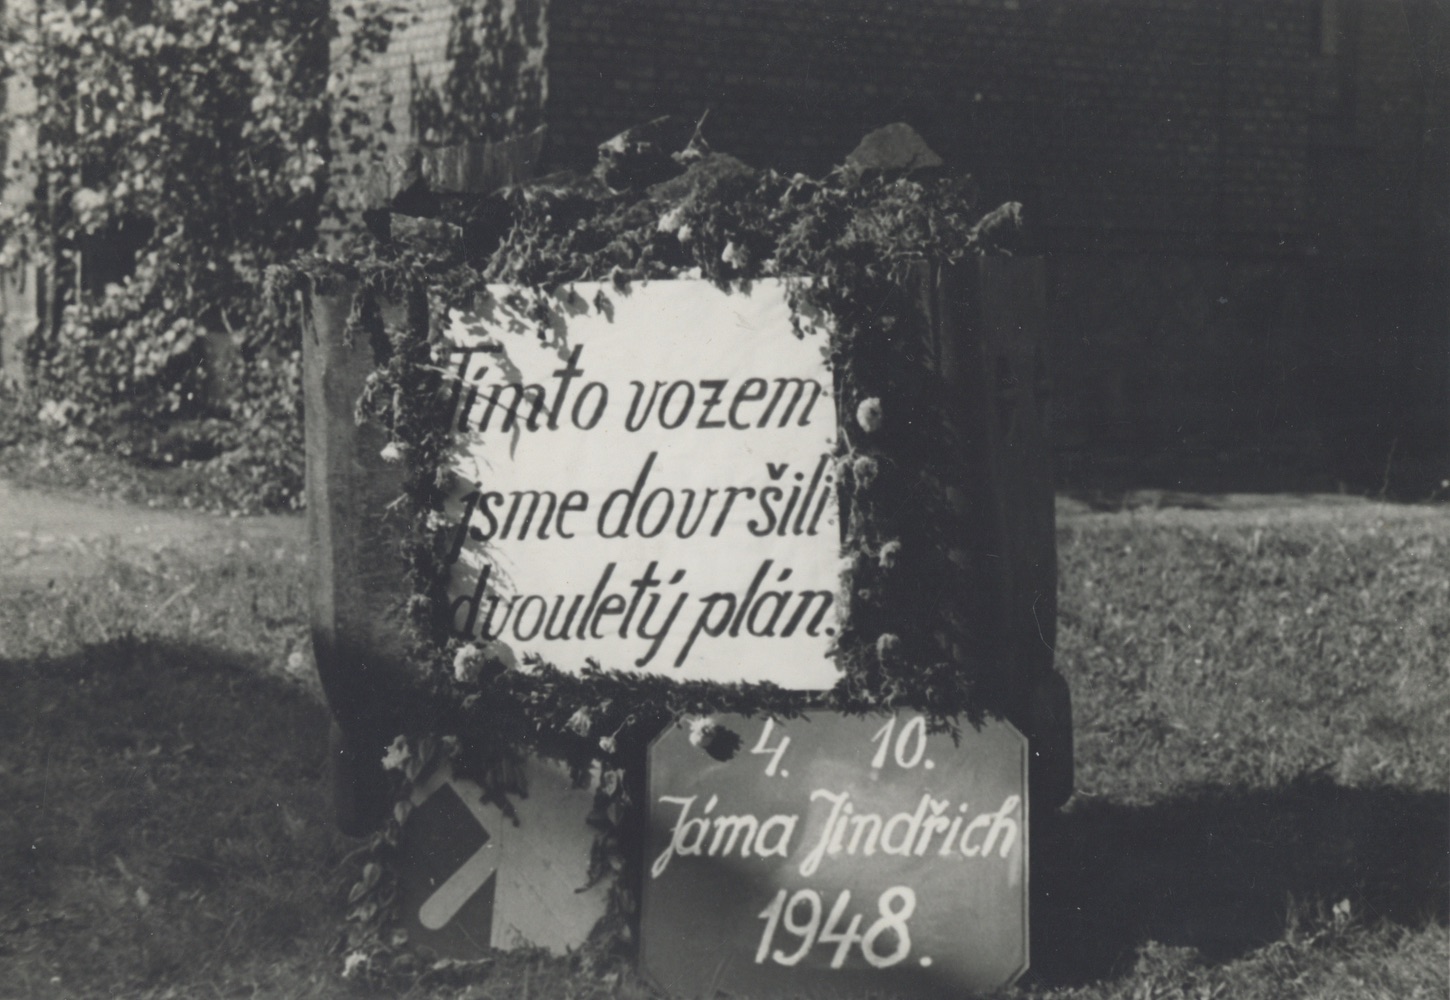 Tímto vozem
jsme dovršili
dvouletý plán.
4. 10.
Jáma Jindřich
1948.